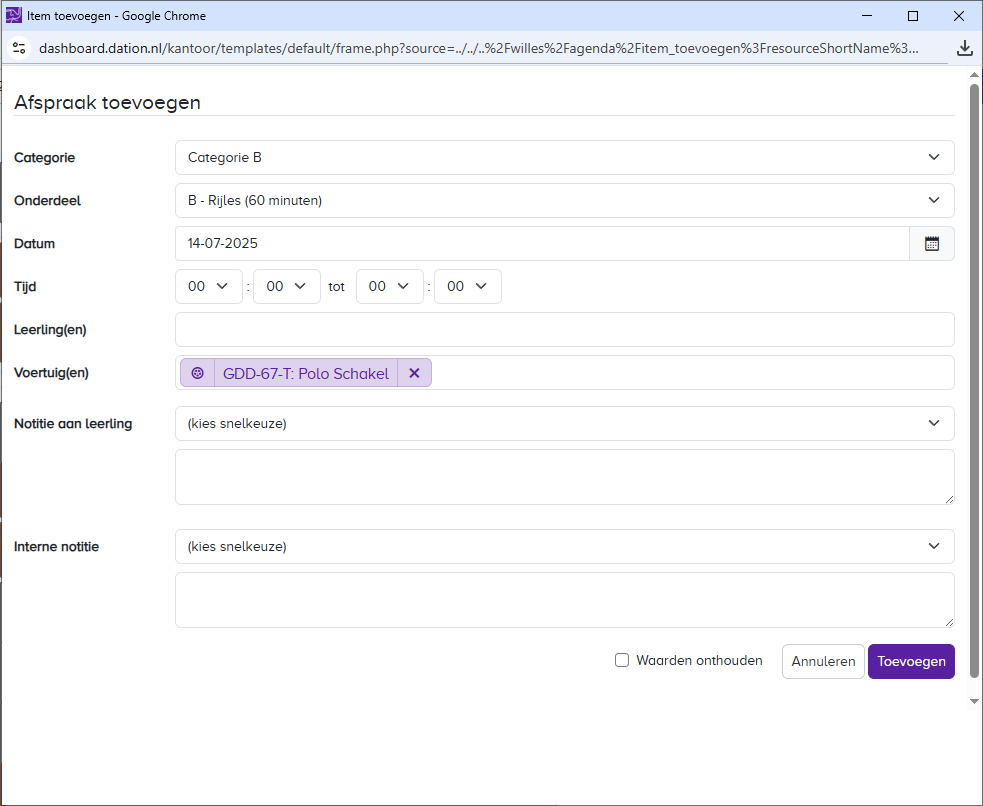 Item toevoegen - Google Chrome
dashboard.dation.nl/kantoor/templates/default/frame.php?source=../../..%2Fwilles%2Fagenda%2Fitem_toevoegen%3FresourceShortName%3...
Afspraak toevoegen
Categorie Categorie B
Onderdeel B - Rijles (60 minuten)
Datum 14-07-2025
Tijd 00 : 00 tot 00 : 00
Leerling(en)
Voertuig(en) GDD-67-T: Polo Schakel
Notitie aan leerling (kies snelkeuze)
Interne notitie (kies snelkeuze)
Waarden onthouden Annuleren Toevoegen